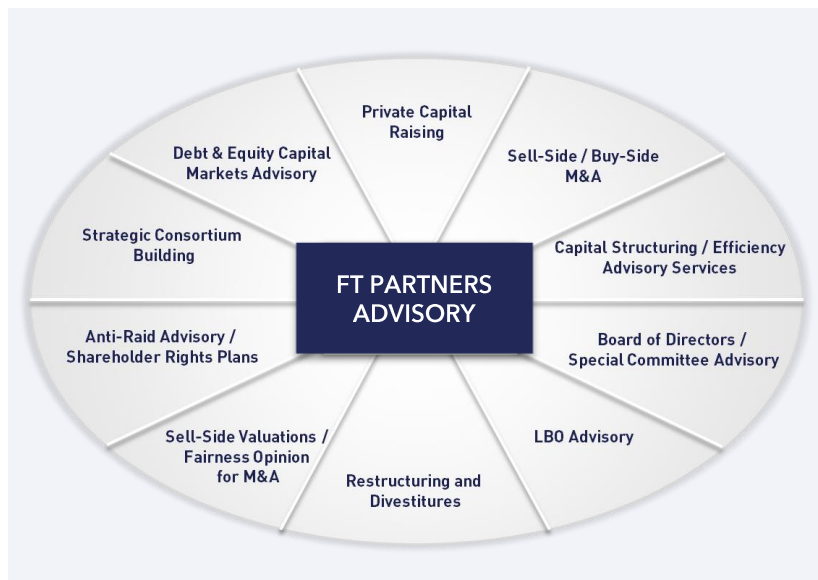 Private Capital
Raising
Sell-Side / Buy-Side
M&A
Capital Structuring / Efficiency
Advisory Services
Board of Directors /
Special Committee Advisory
LBO Advisory
Restructuring and
Divestitures
Sell-Side Valuations /
Fairness Opinion
for M&A
Anti-Raid Advisory /
Shareholder Rights Plans
Strategic Consortium
Building
Debt & Equity Capital
Markets Advisory
FT PARTNERS
ADVISORY